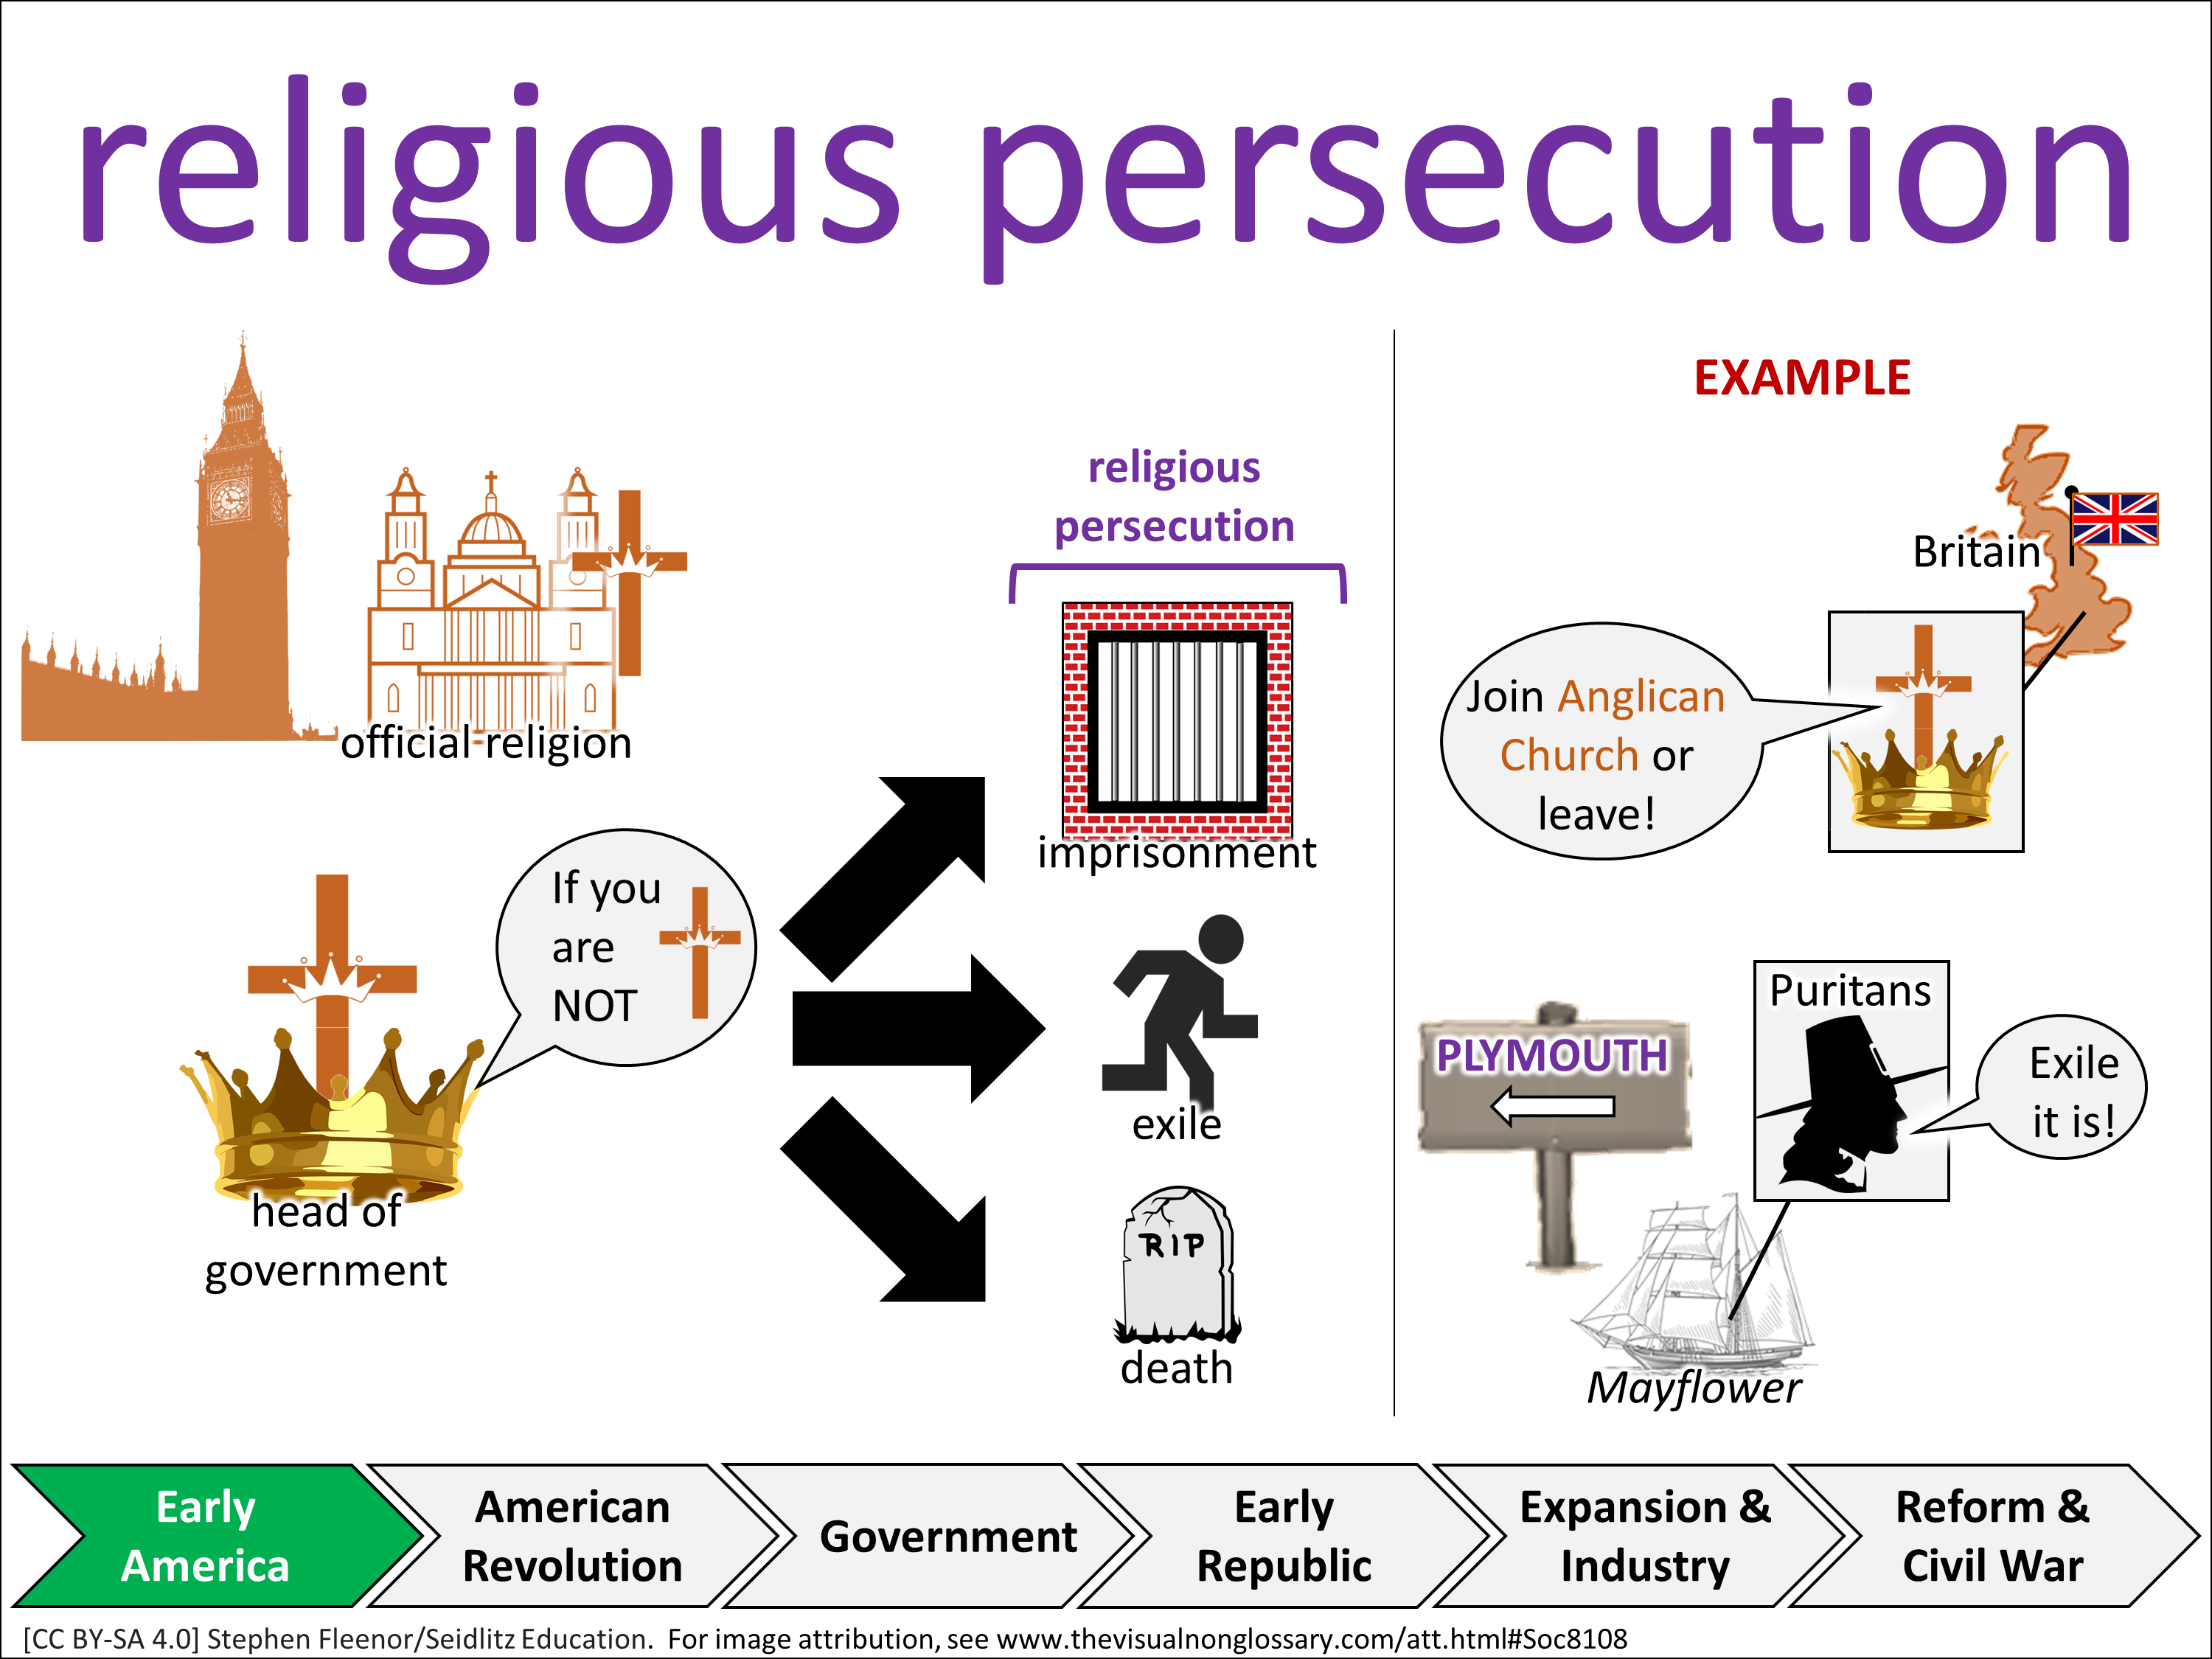 religious persecution
official religion
If you
are
NOT
head of
government
religious
persecution
imprisonment
exile
RIP
death
EXAMPLE
Britain
Join Anglican
Church or
leave!
Puritans
Exile
it is!
PLYMOUTH
Mayflower
Early
America
American
Revolution
Government
Early
Republic
Expansion &
Industry
Reform &
Civil War
[CC BY-SA 4.0] Stephen Fleenor/Seidlitz Education.  For image attribution, see www.thevisualnonglossary.com/att.html#Soc8108